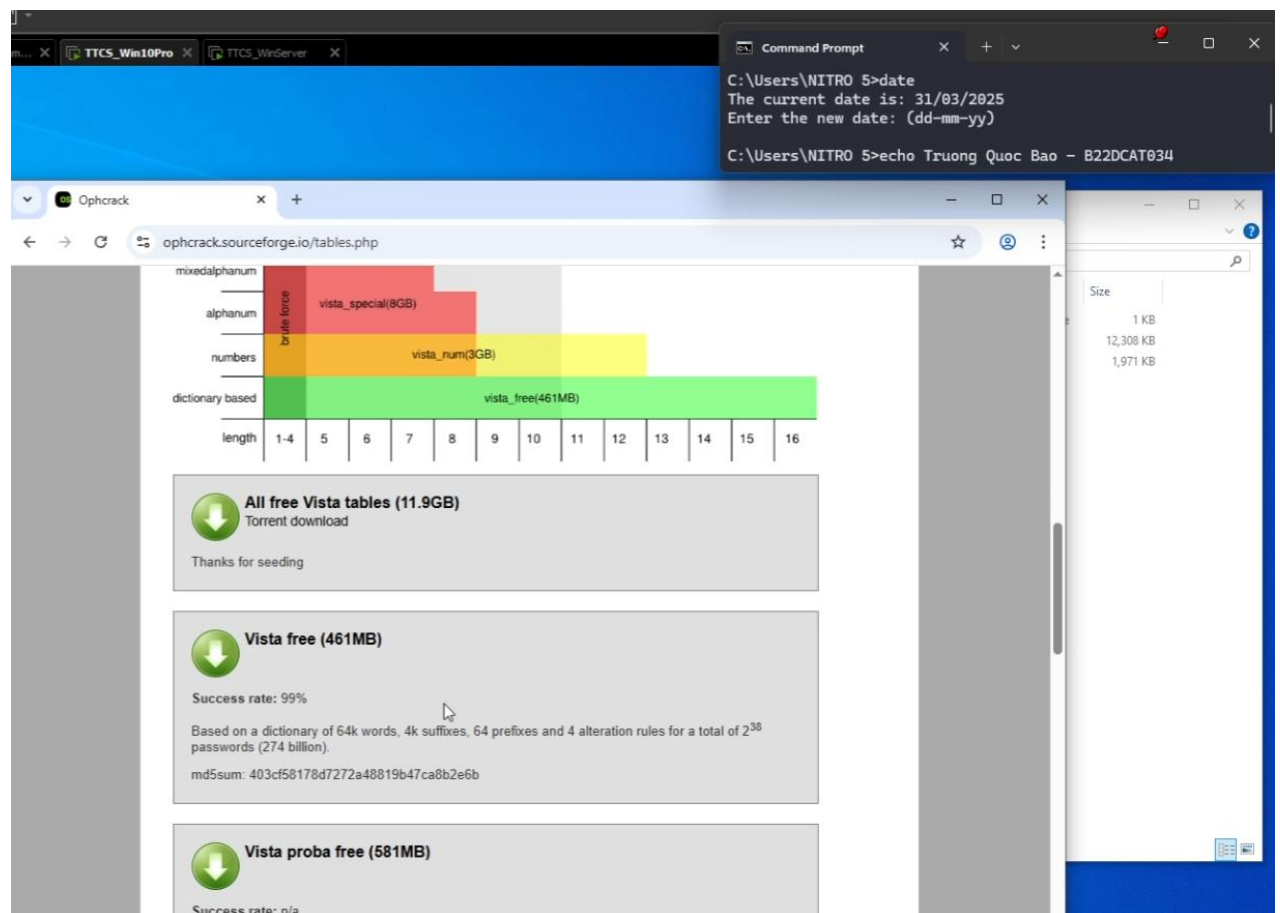 TTCS_Win10Pro
TTCS_WinServer
Command Prompt
C:\Users\NITRO 5>date
The current date is: 31/03/2025
Enter the new date: (dd-mm-yy)
C:\Users\NITRO 5>echo Truong Quoc Bao - B22DCAT034
Ophcrack
ophcrack.sourceforge.io/tables.php
Size
1 KB
12,308 KB
1,971 KB
mixedalphanum
alphanum
numbers
dictionary based
length
brute force
vista_special(8GB)
vista_num(3GB)
vista_free(461MB)
1-4 5 6 7 8 9 10 11 12 13 14 15 16
All free Vista tables (11.9GB)
Torrent download
Thanks for seeding
Vista free (461MB)
Success rate: 99%
Based on a dictionary of 64k words, 4k suffixes, 64 prefixes and 4 alteration rules for a total of 2^38
passwords (274 billion).
md5sum: 403cf58178d7272a48819b47ca8b2e6b
Vista proba free (581MB)
Success rate: n/a